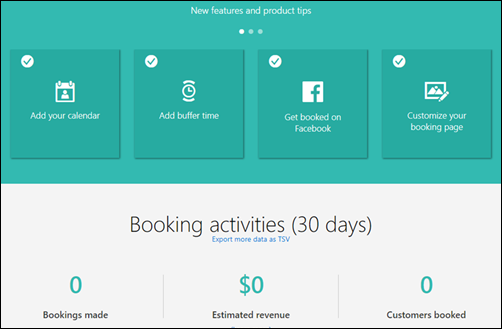 New features and product tips
Add your calendar
Add buffer time
Get booked on
Facebook
Customize your
booking page
Booking activities (30 days)
Export more data as TSV
0
$0
0
Bookings made
Estimated revenue
Customers booked